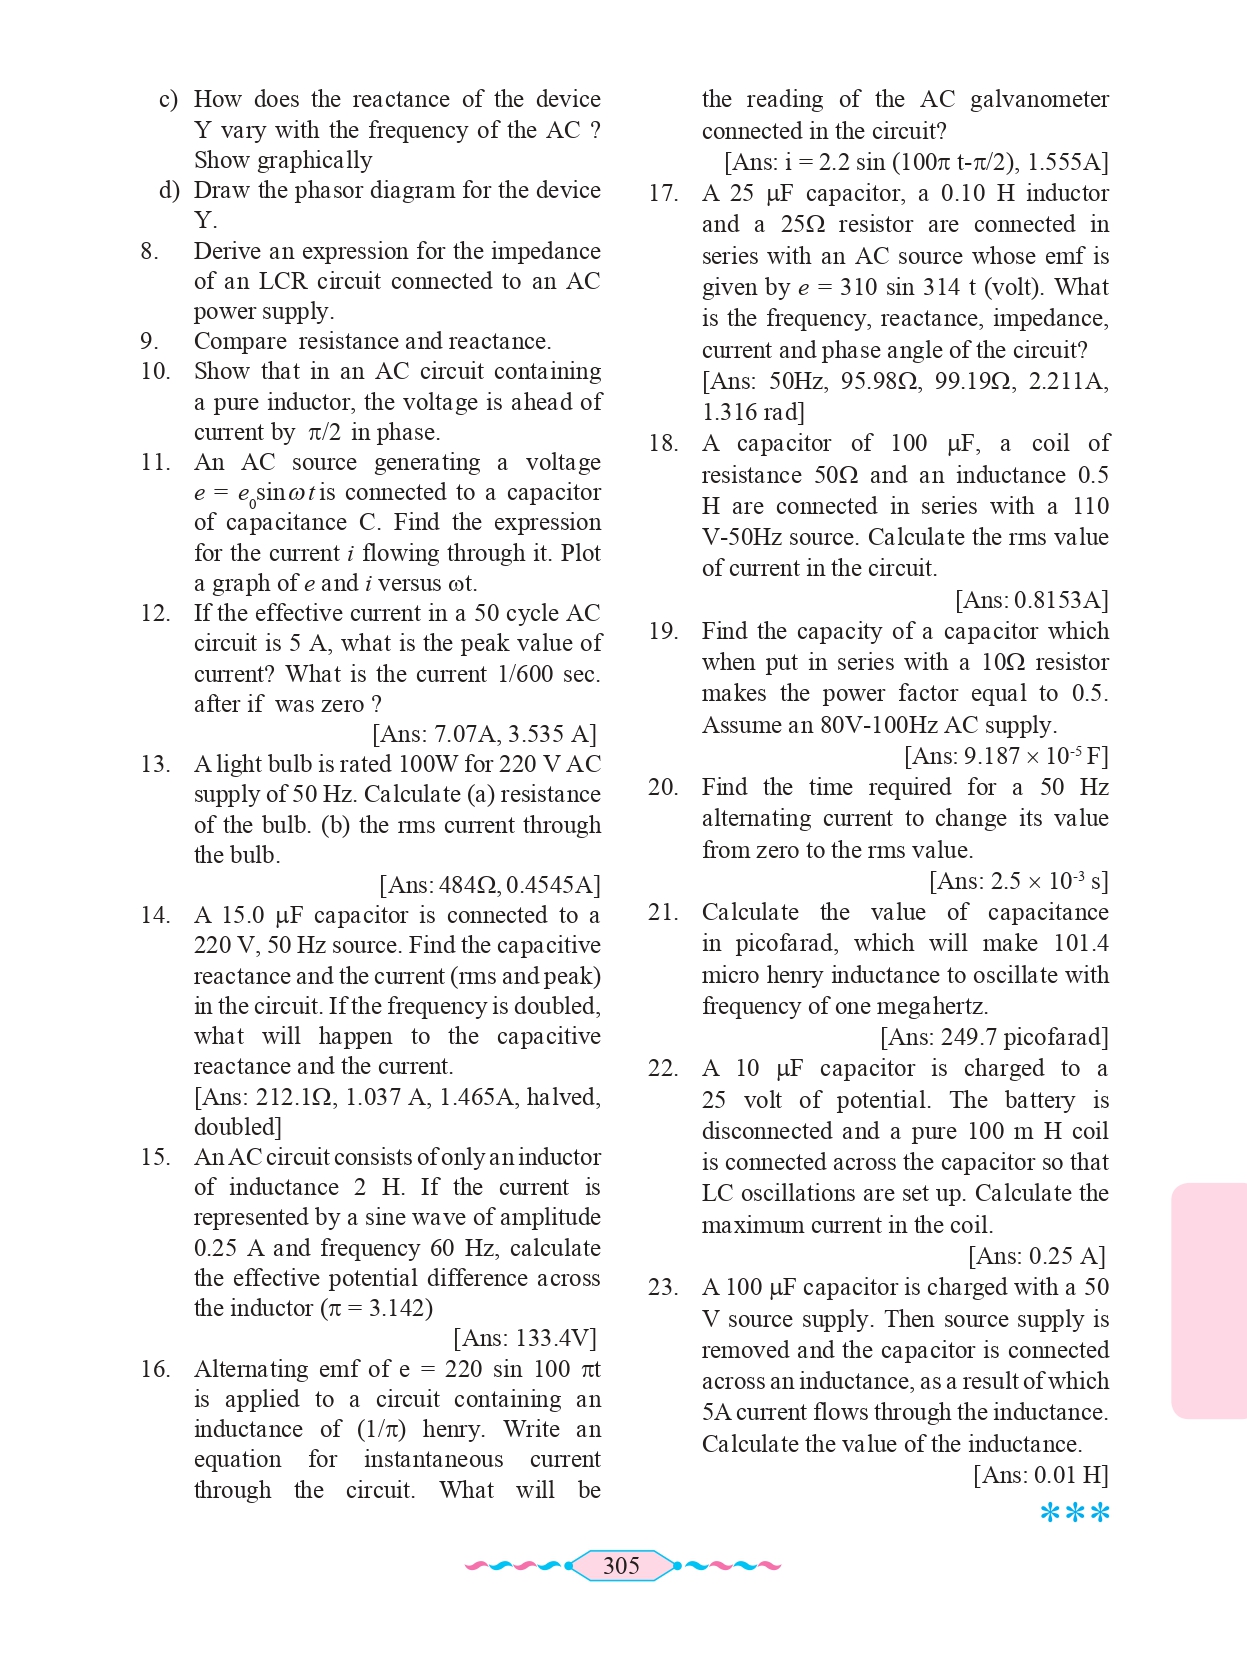 c) How does the reactance of the device
Y vary with the frequency of the AC ?
Show graphically
d) Draw the phasor diagram for the device
Y.
8. Derive an expression for the impedance
of an LCR circuit connected to an AC
power supply.
9. Compare resistance and reactance.
10. Show that in an AC circuit containing
a pure inductor, the voltage is ahead of
current by π/2 in phase.
11. An AC source generating a voltage
e = e₀sinωt is connected to a capacitor
of capacitance C. Find the expression
for the current i flowing through it. Plot
a graph of e and i versus ωt.
12. If the effective current in a 50 cycle AC
circuit is 5 A, what is the peak value of
current? What is the current 1/600 sec.
after if was zero ?
[Ans: 7.07A, 3.535 A]
13. A light bulb is rated 100W for 220 V AC
supply of 50 Hz. Calculate (a) resistance
of the bulb. (b) the rms current through
the bulb.
[Ans: 484Ω, 0.4545A]
14. A 15.0 μF capacitor is connected to a
220 V, 50 Hz source. Find the capacitive
reactance and the current (rms and peak)
in the circuit. If the frequency is doubled,
what will happen to the capacitive
reactance and the current.
[Ans: 212.1Ω, 1.037 A, 1.465A, halved,
doubled]
15. An AC circuit consists of only an inductor
of inductance 2 H. If the current is
represented by a sine wave of amplitude
0.25 A and frequency 60 Hz, calculate
the effective potential difference across
the inductor (π = 3.142)
[Ans: 133.4V]
16. Alternating emf of e = 220 sin 100 πt
is applied to a circuit containing an
inductance of (1/π) henry. Write an
equation for instantaneous current
through the circuit. What will be
the reading of the AC galvanometer
connected in the circuit?
[Ans: i = 2.2 sin (100π t-π/2), 1.555A]
17. A 25 μF capacitor, a 0.10 H inductor
and a 25Ω resistor are connected in
series with an AC source whose emf is
given by e = 310 sin 314 t (volt). What
is the frequency, reactance, impedance,
current and phase angle of the circuit?
[Ans: 50Hz, 95.98Ω, 99.19Ω, 2.211A,
1.316 rad]
18. A capacitor of 100 μF, a coil of
resistance 50Ω and an inductance 0.5
H are connected in series with a 110
V-50Hz source. Calculate the rms value
of current in the circuit.
[Ans: 0.8153A]
19. Find the capacity of a capacitor which
when put in series with a 10Ω resistor
makes the power factor equal to 0.5.
Assume an 80V-100Hz AC supply.
[Ans: 9.187 × 10⁻⁵ F]
20. Find the time required for a 50 Hz
alternating current to change its value
from zero to the rms value.
[Ans: 2.5 × 10⁻³ s]
21. Calculate the value of capacitance
in picofarad, which will make 101.4
micro henry inductance to oscillate with
frequency of one megahertz.
[Ans: 249.7 picofarad]
22. A 10 μF capacitor is charged to a
25 volt of potential. The battery is
disconnected and a pure 100 m H coil
is connected across the capacitor so that
LC oscillations are set up. Calculate the
maximum current in the coil.
[Ans: 0.25 A]
23. A 100 μF capacitor is charged with a 50
V source supply. Then source supply is
removed and the capacitor is connected
across an inductance, as a result of which
5A current flows through the inductance.
Calculate the value of the inductance.
[Ans: 0.01 H]
***
305